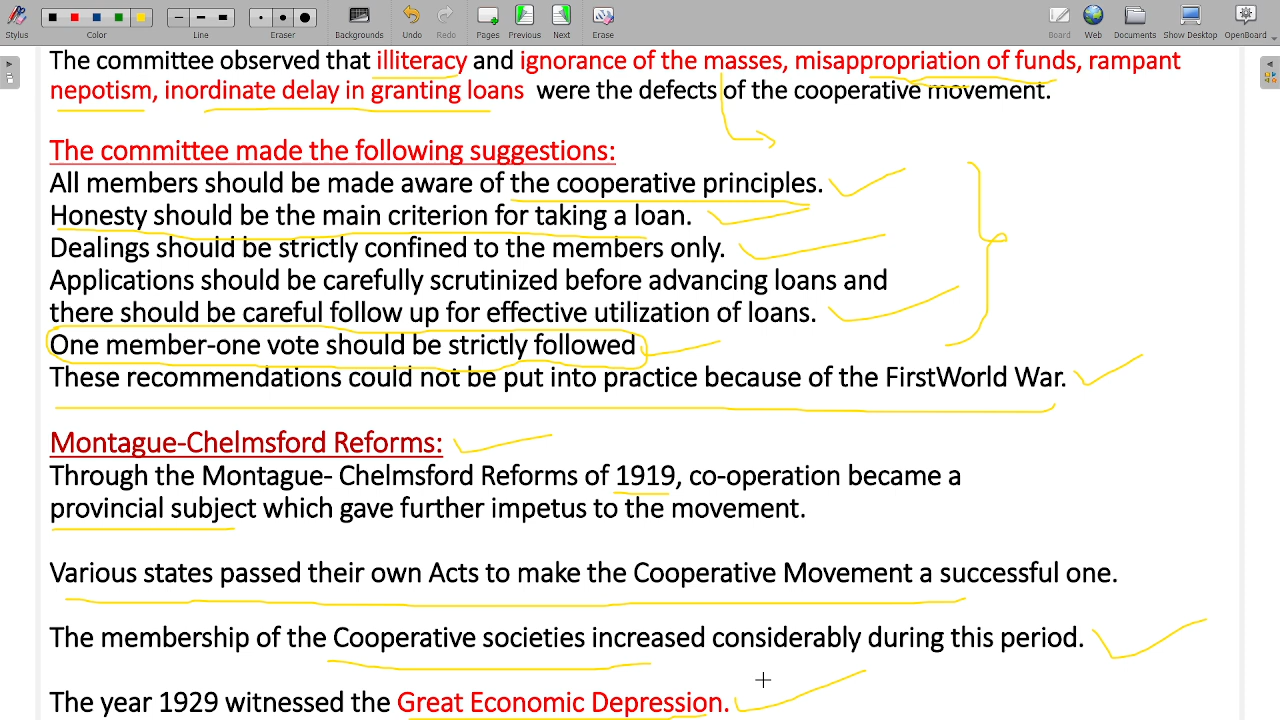 Stylus Color Line Eraser Backgrounds Undo Redo Pages Previous Next Erase Board Web Documents Show Desktop OpenBoard
The committee observed that illiteracy and ignorance of the masses, misappropriation of funds, rampant
nepotism, inordinate delay in granting loans were the defects of the cooperative movement.
The committee made the following suggestions:
All members should be made aware of the cooperative principles.
Honesty should be the main criterion for taking a loan.
Dealings should be strictly confined to the members only.
Applications should be carefully scrutinized before advancing loans and
there should be careful follow up for effective utilization of loans.
One member-one vote should be strictly followed
These recommendations could not be put into practice because of the FirstWorld War.
Montague-Chelmsford Reforms:
Through the Montague- Chelmsford Reforms of 1919, co-operation became a
provincial subject which gave further impetus to the movement.
Various states passed their own Acts to make the Cooperative Movement a successful one.
The membership of the Cooperative societies increased considerably during this period.
The year 1929 witnessed the Great Economic Depression.